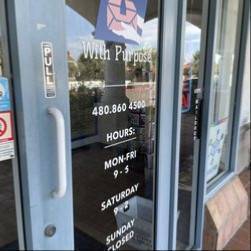 With Purpose
PULL
480.860 4500
HOURS:
MON-FRI
9 - 5
SATURDAY
SUNDAY
CLOSED